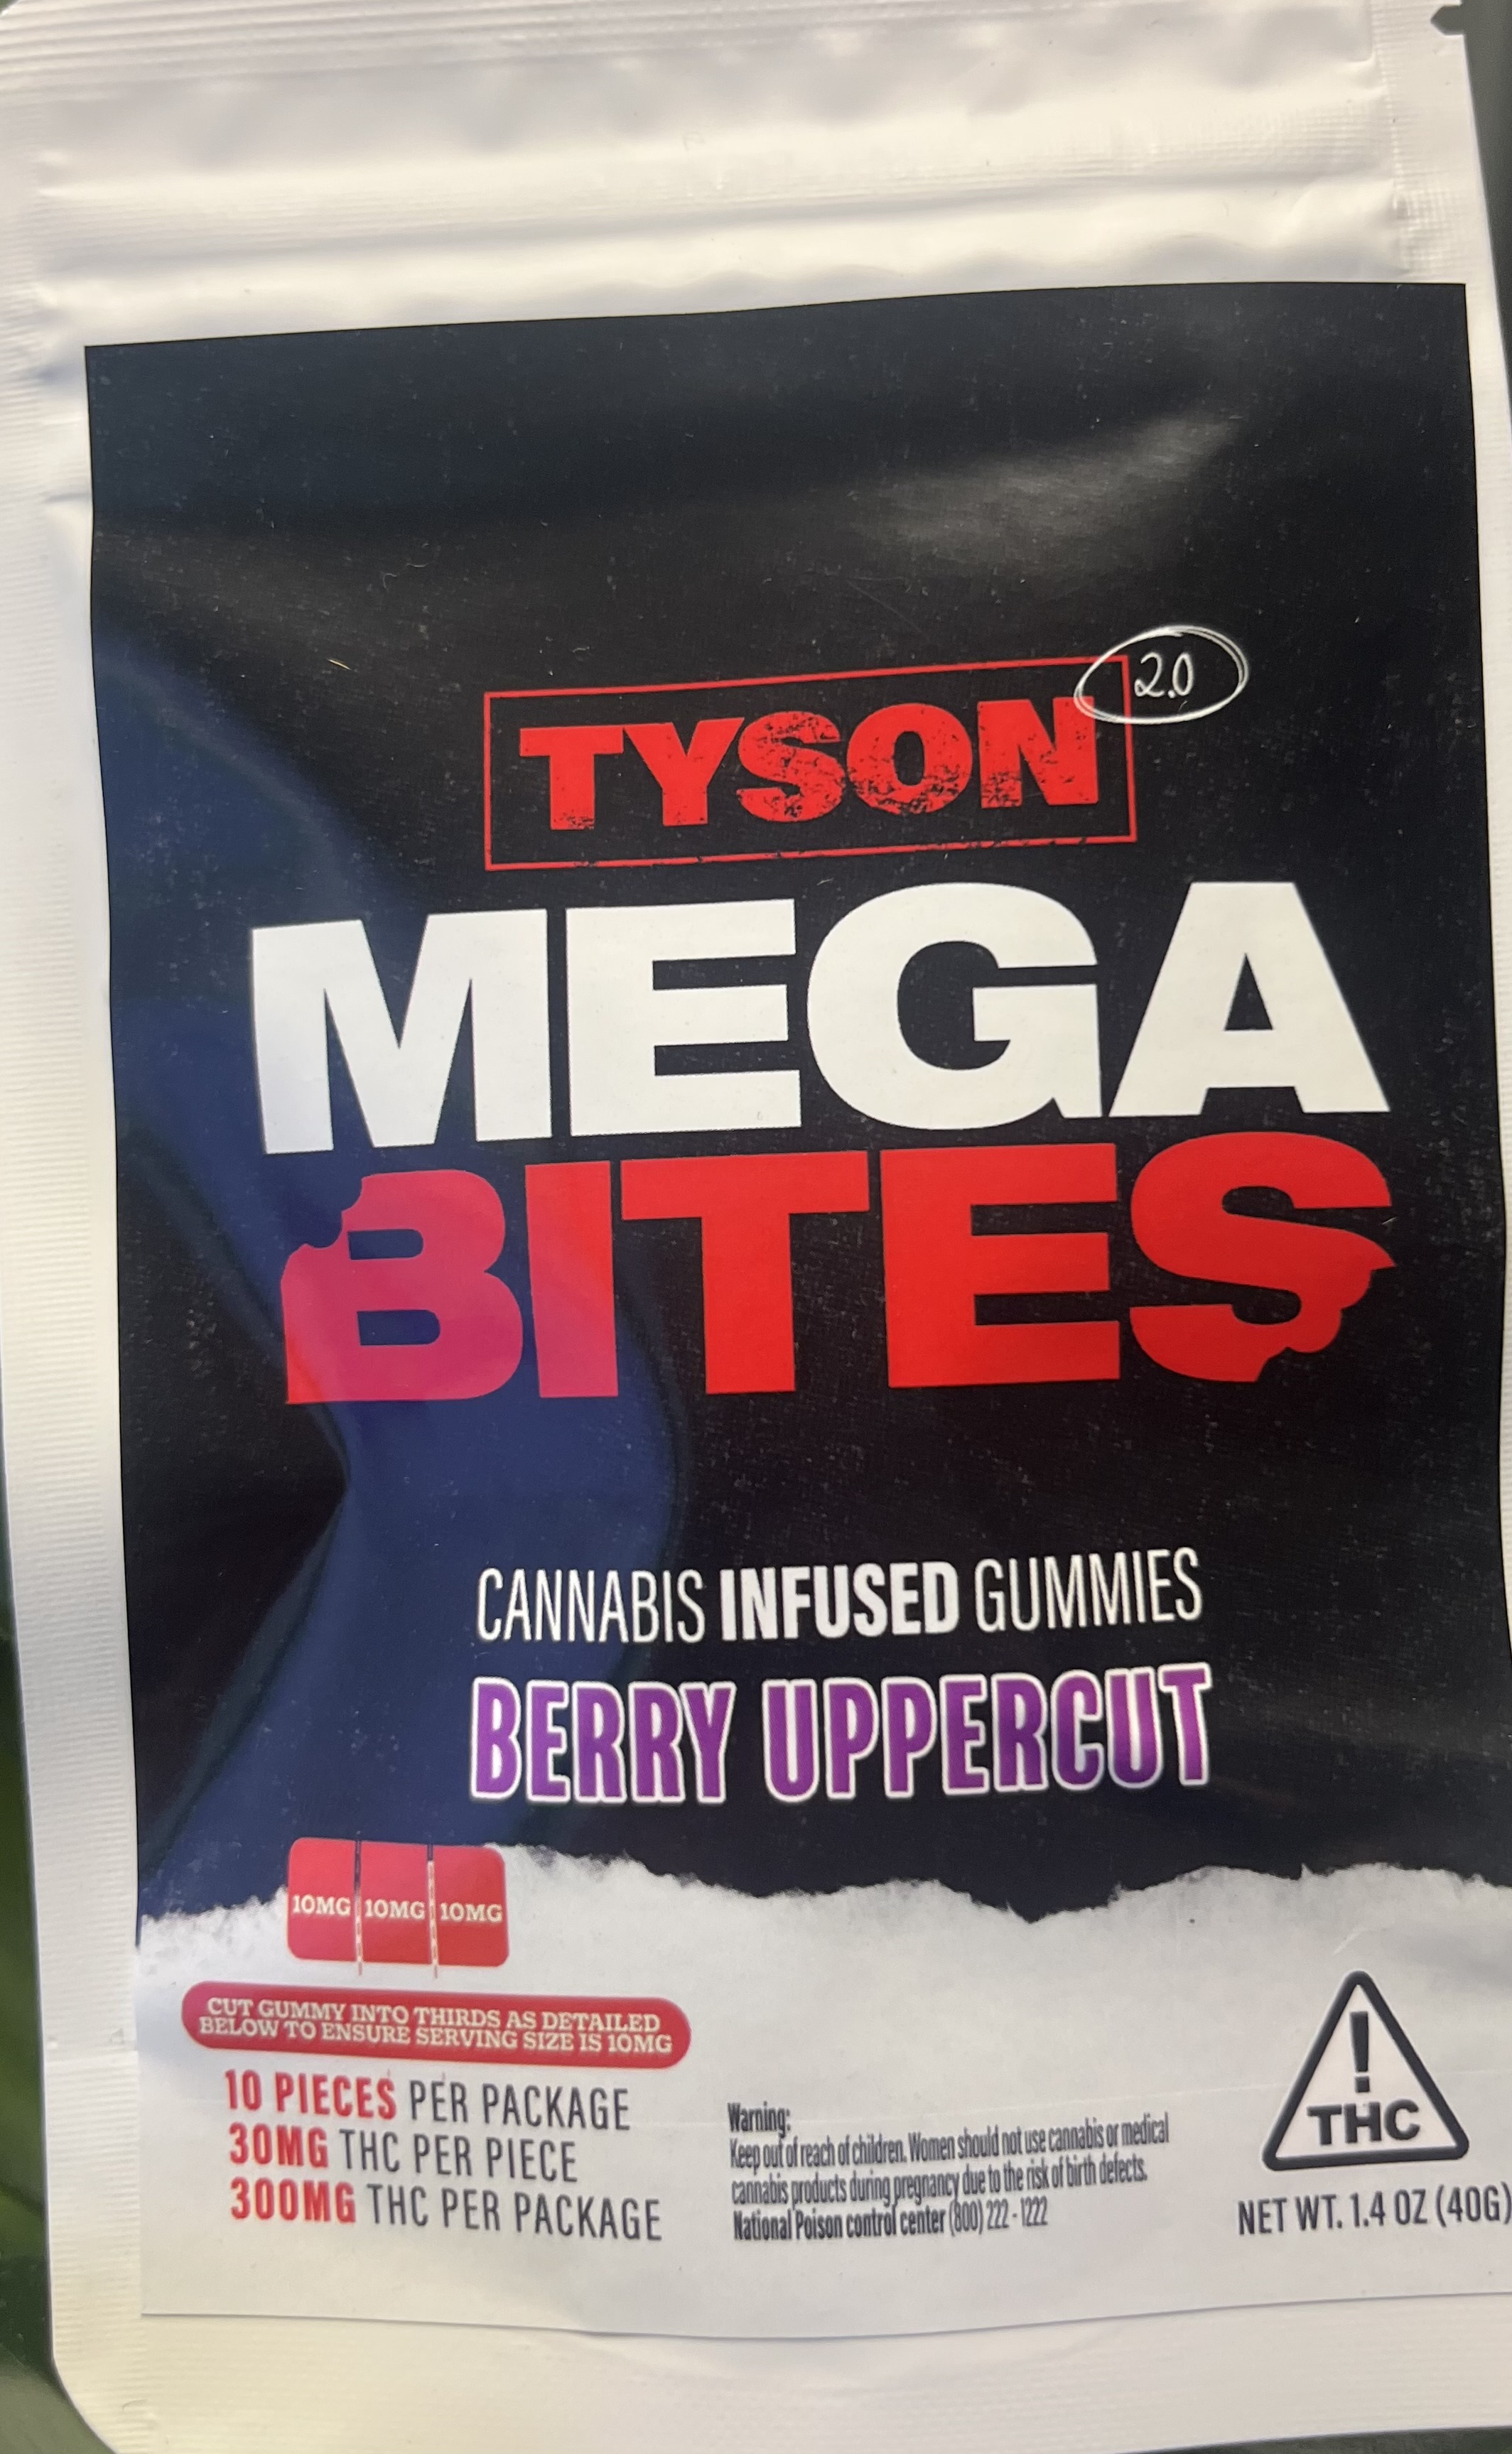 TYSON 2.0
MEGA
BITES
CANNABIS INFUSED GUMMIES
BERRY UPPERCUT
10MG 10MG 10MG
CUT GUMMY INTO THIRDS AS DETAILED
BELOW TO ENSURE SERVING SIZE IS 10MG
10 PIECES PER PACKAGE
30MG THC PER PIECE
300MG THC PER PACKAGE
Warning:
Keep out of reach of children. Women should not use cannabis or medical
cannabis products during pregnancy due to the risk of birth defects.
National Poison control center (800) 222-1222
!
THC
NET WT. 1.4 OZ (40G)